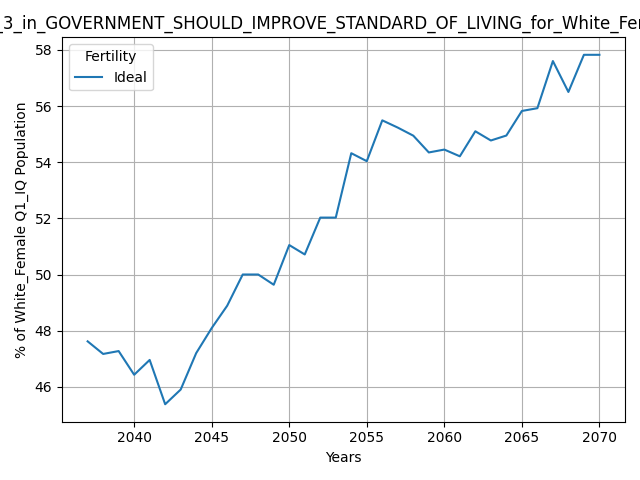 _3_in_GOVERNMENT_SHOULD_IMPROVE_STANDARD_OF_LIVING_for_White_Fem
Fertility
Ideal
% of White_Female Q1_IQ Population
58
56
54
52
50
48
46
2040 2045 2050 2055 2060 2065 2070
Years